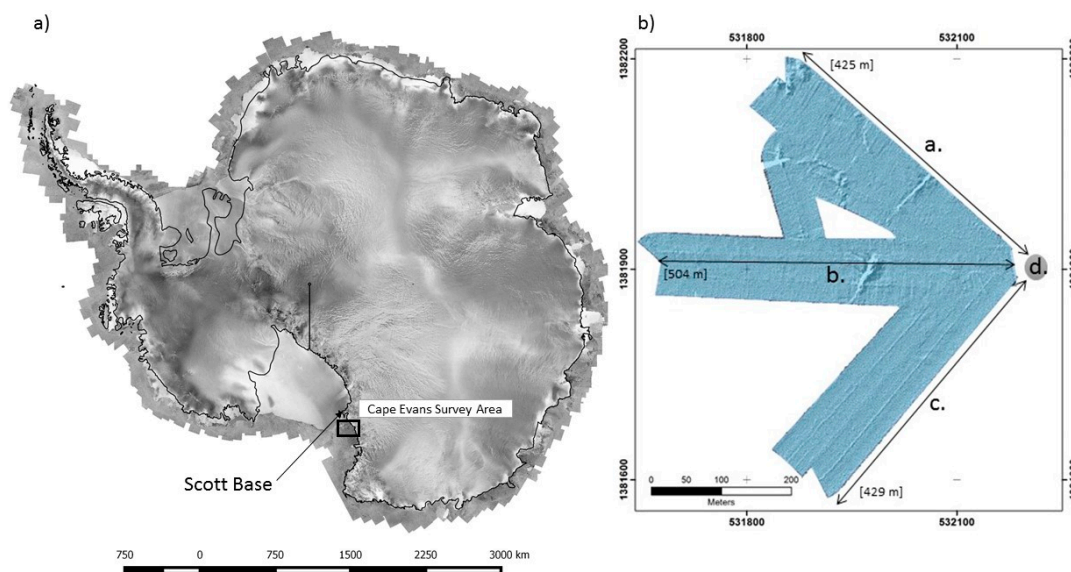 a)
Cape Evans Survey Area
Scott Base
750 0 750 1500 2250 3000 km
b)
531800 532100
1382200
[425 m]
a.
1381900
b.
d.
[504 m]
c.
1381600
0 50 100 200
Meters
[429 m]
531800 532100